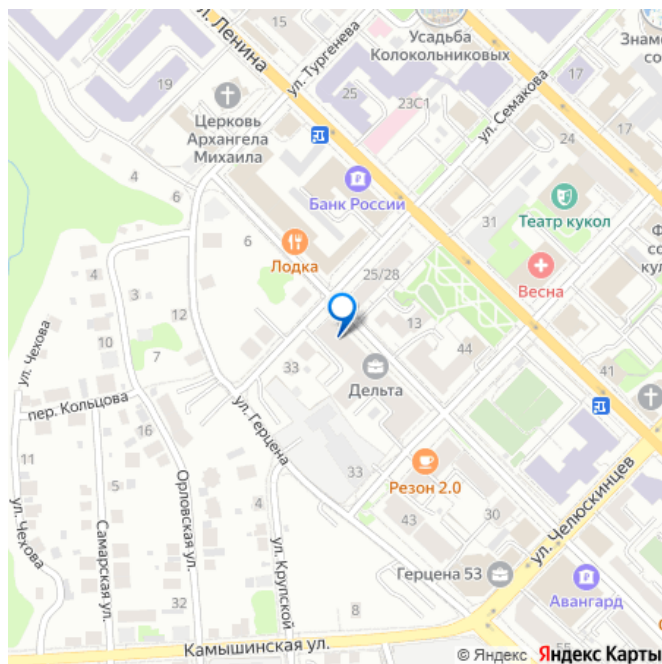 ул. Ленина
Усадьба
Колокольниковых
Знаме
со
ул. Тургенева
19
25
23С1
17
ул. Семакова
Церковь
Архангела
Михаила
24
17
4
6
Банк России
31
Театр кукол
Ф
со
кул
6
Лодка
25/28
Весна
4
3
12
10
7
13
44
41
ул. Чехова
33
Дельта
пер. Кольцова
16
ул. Герцена
11
5
4
33
Резон 2.0
30
43
ул. Челюскинцев
ул. Чехова
Самарская ул.
Орловская ул.
ул. Крупской
Герцена 53
Авангард
32
8
55
Камышинская ул.
© Яндекс Яндекс Карты